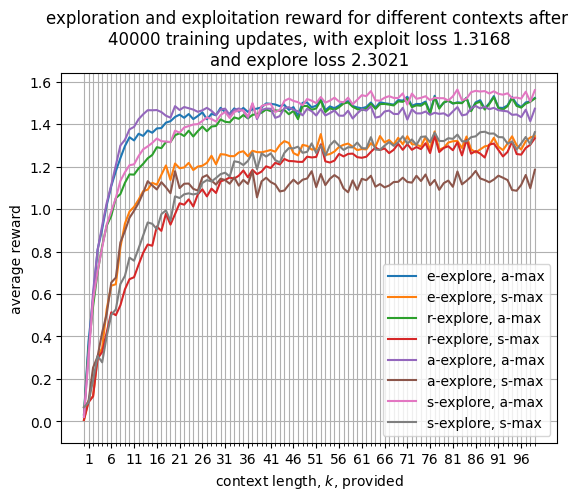 exploration and exploitation reward for different contexts after
40000 training updates, with exploit loss 1.3168
and explore loss 2.3021
average reward
1.6
1.4
1.2
1.0
0.8
0.6
0.4
0.2
0.0
e-explore, a-max
e-explore, s-max
r-explore, a-max
r-explore, s-max
a-explore, a-max
a-explore, s-max
s-explore, a-max
s-explore, s-max
1 6 11 16 21 26 31 36 41 46 51 56 61 66 71 76 81 86 91 96
context length, k, provided